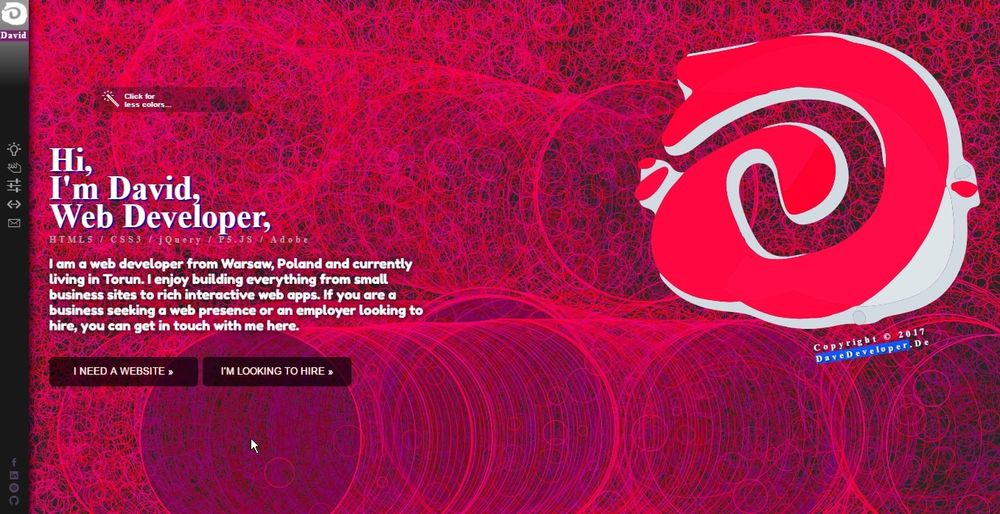 David
Click for
less colors...
Hi,
I'm David,
Web Developer,
HTML5 / CSS3 / jQuery / P5.JS / Adobe
I am a web developer from Warsaw, Poland and currently
living in Torun. I enjoy building everything from small
business sites to rich interactive web apps. If you are a
business seeking a web presence or an employer looking to
hire, you can get in touch with me here.
I NEED A WEBSITE »
I'M LOOKING TO HIRE »
Copyright © 2017
DaveDeveloper.De